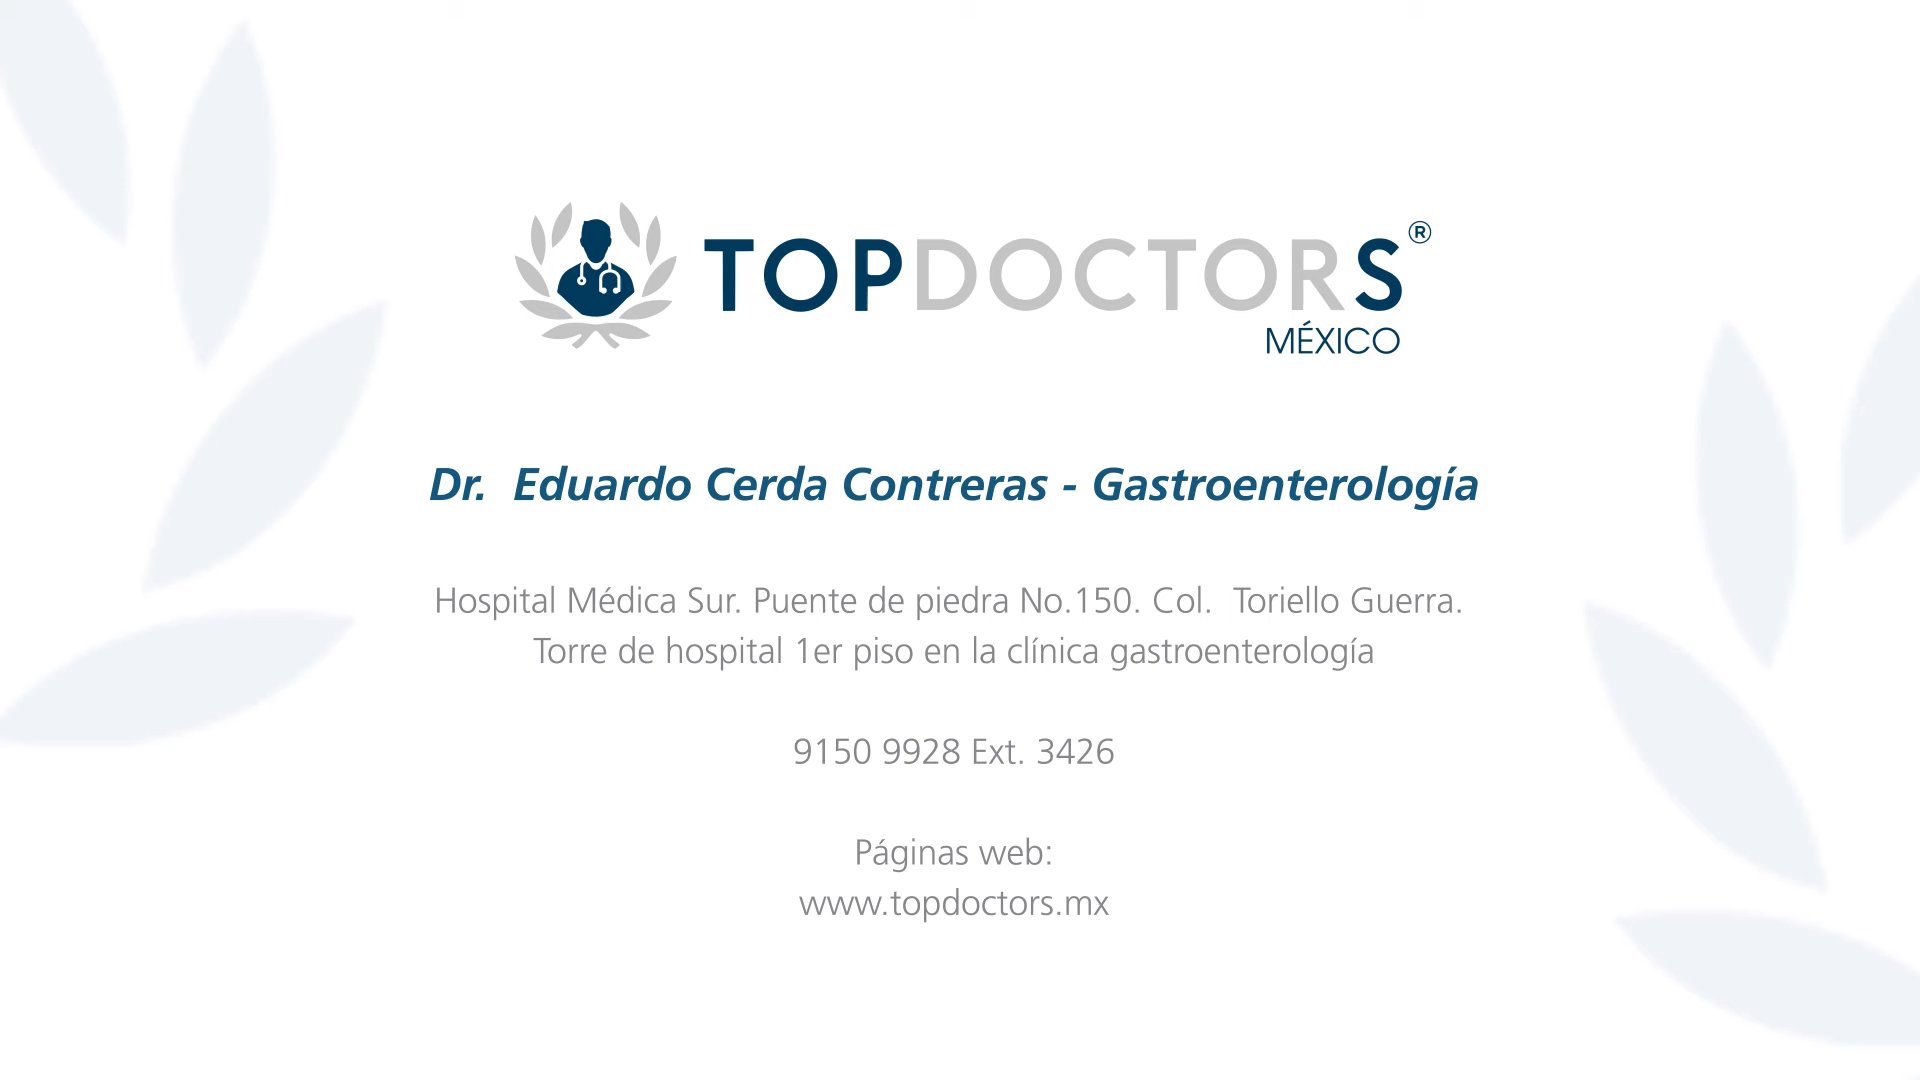 TOPDOCTORS®
MÉXICO
Dr. Eduardo Cerda Contreras - Gastroenterología
Hospital Médica Sur. Puente de piedra No.150. Col. Toriello Guerra.
Torre de hospital 1er piso en la clínica gastroenterología
9150 9928 Ext. 3426
Páginas web:
www.topdoctors.mx